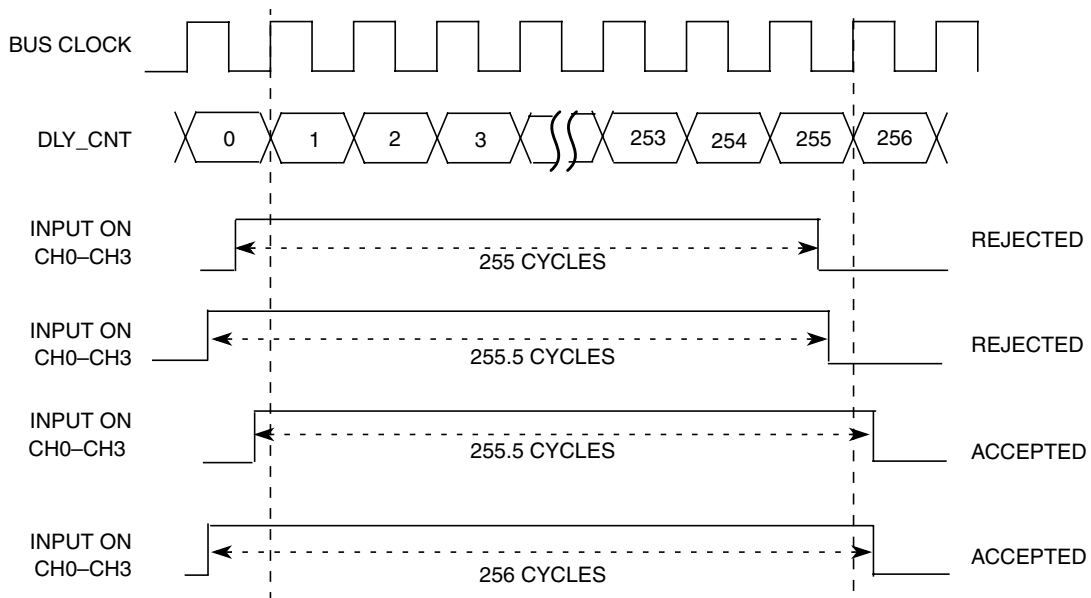 BUS CLOCK
DLY_CNT
0 1 2 3 253 254 255 256
INPUT ON
CH0–CH3
255 CYCLES
REJECTED
INPUT ON
CH0–CH3
255.5 CYCLES
REJECTED
INPUT ON
CH0–CH3
255.5 CYCLES
ACCEPTED
INPUT ON
CH0–CH3
256 CYCLES
ACCEPTED